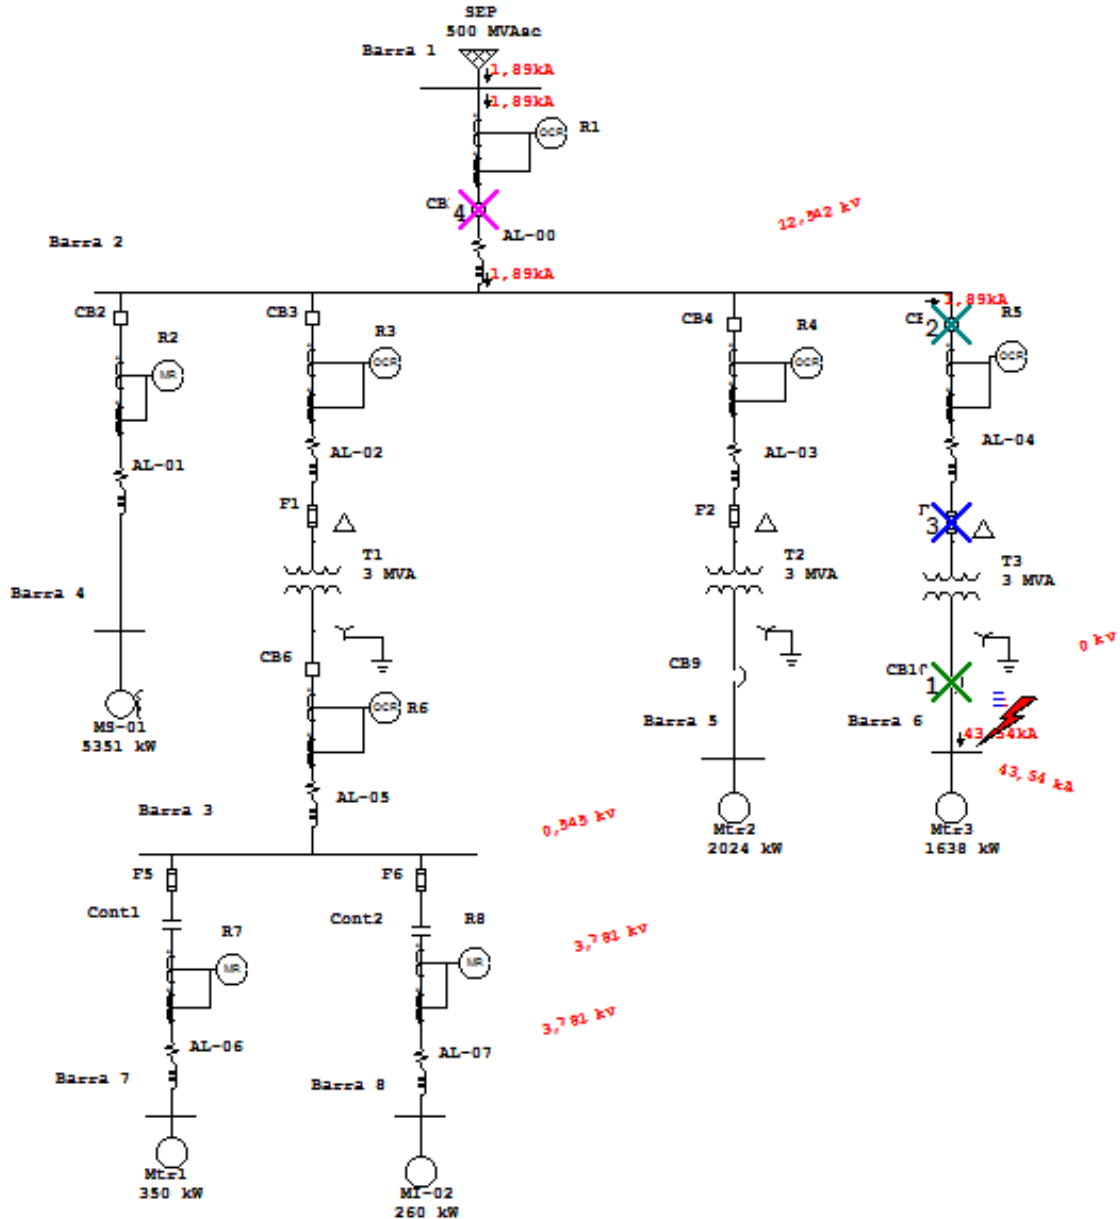 SEP
500 MVAsc
Barra 1
1,89kA
1,89kA
OCR
R1
CB
4
AL-00
12,542 kV
Barra 2
1,89kA
1,89kA
CB2
CB3
CB4
2
R2
R3
R4
R5
MR
OCR
OCR
OCR
AL-01
AL-02
AL-03
AL-04
F1
F2
3
T1
3 MVA
T2
3 MVA
T3
3 MVA
Barra 4
0 kV
CB6
CB9
CB10
1
OCR
R6
MS-01
5351 kW
Barra 5
Barra 6
43,54kA
43,54 kA
AL-05
Barra 3
0,545 kV
Mtr2
2024 kW
Mtr3
1638 kW
F5
F6
Cont1
Cont2
R7
R8
MR
MR
3,781 kV
3,781 kV
AL-06
AL-07
Barra 7
Barra 8
Mtr1
350 kW
MI-02
260 kW